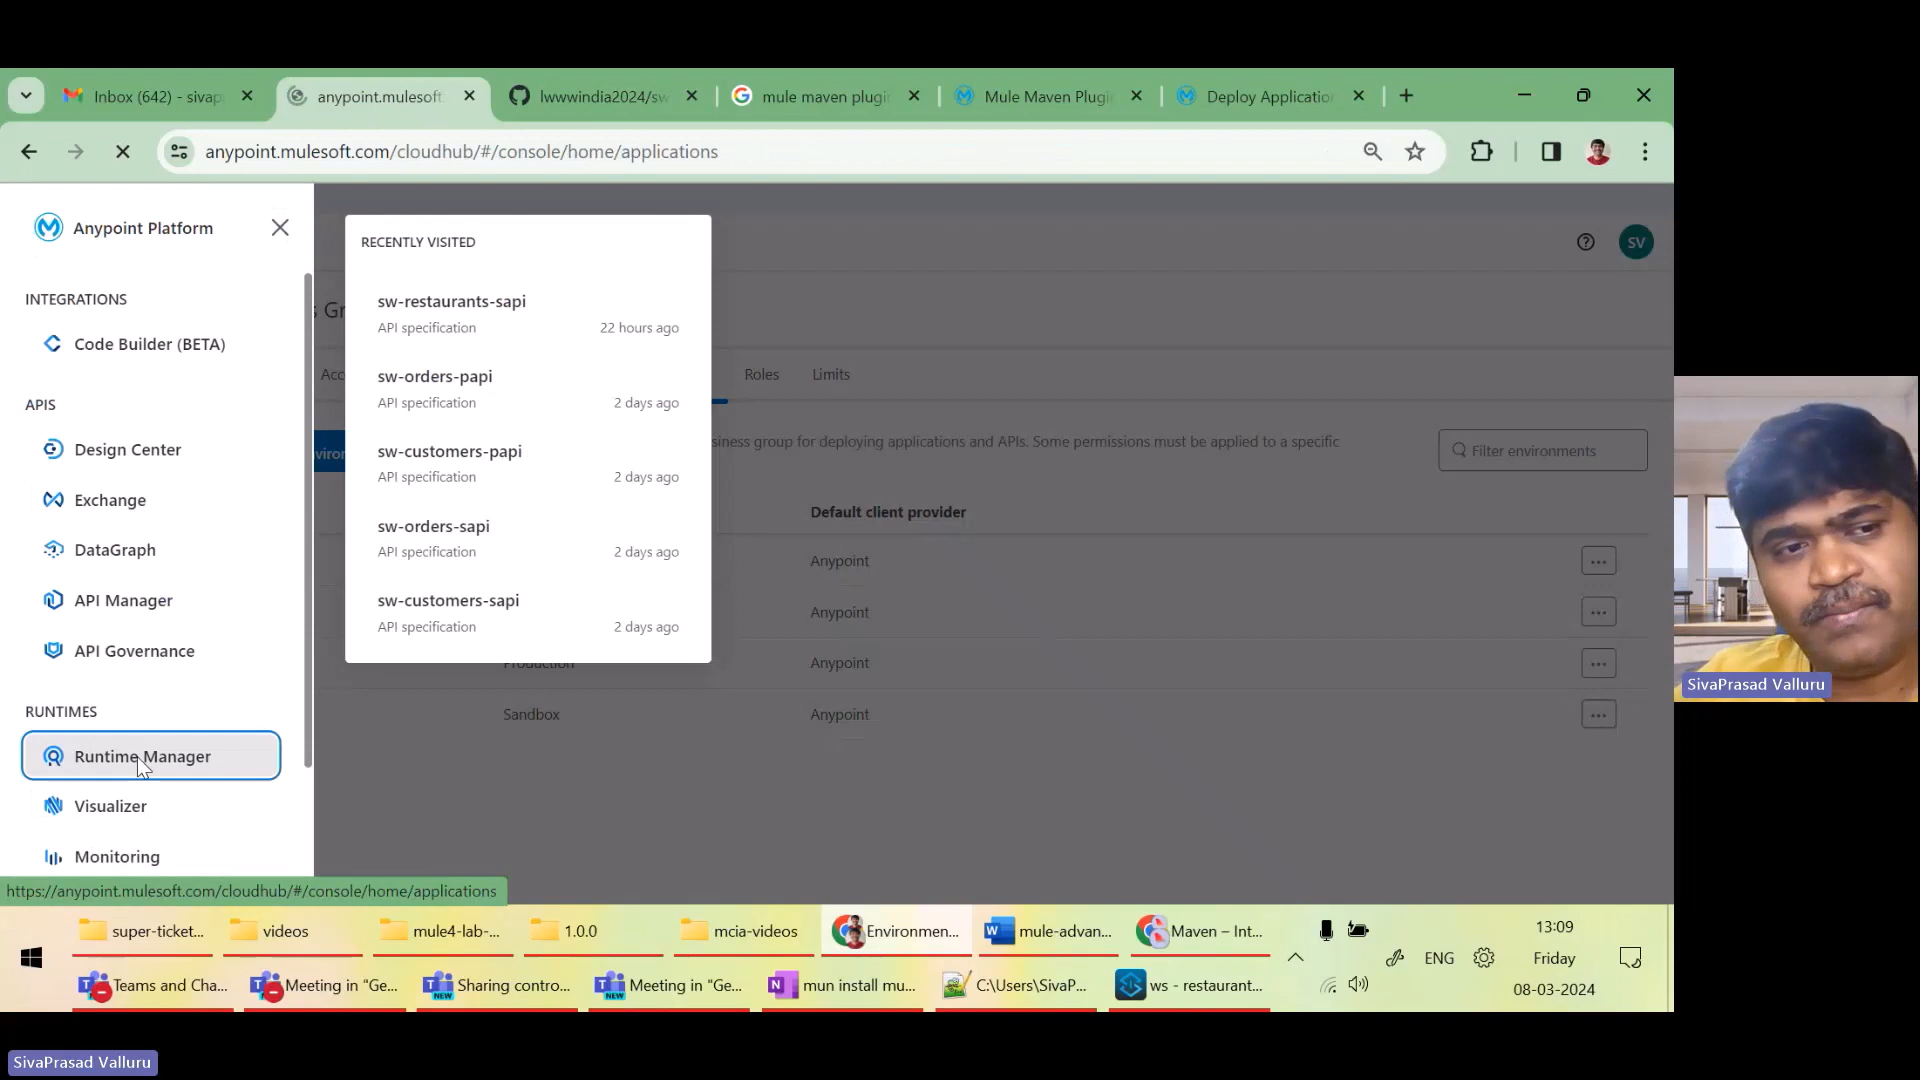 Inbox (642) - sivap
anypoint.mulesoft.
lwwwindia2024/sw
mule maven plugi
Mule Maven Plugi
Deploy Applicatio
anypoint.mulesoft.com/cloudhub/#/console/home/applications
Anypoint Platform
INTEGRATIONS
Code Builder (BETA)
APIS
Design Center
Exchange
DataGraph
API Manager
API Governance
RUNTIMES
Runtime Manager
Visualizer
Monitoring
https://anypoint.mulesoft.com/cloudhub/#/console/home/applications
RECENTLY VISITED
sw-restaurants-sapi
API specification 22 hours ago
sw-orders-papi
API specification 2 days ago
sw-customers-papi
API specification 2 days ago
sw-orders-sapi
API specification 2 days ago
sw-customers-sapi
API specification 2 days ago
SV
s Gr
Acc
Roles
Limits
viron
siness group for deploying applications and APIs. Some permissions must be applied to a specific
Filter environments
Default client provider
Anypoint
Anypoint
Production Anypoint
Sandbox Anypoint
SivaPrasad Valluru
super-ticket...
videos
mule4-lab-...
1.0.0
mcia-videos
Environmen...
mule-advan...
Maven – Int...
Teams and Cha...
Meeting in "Ge...
Sharing contro...
Meeting in "Ge...
mun install mu...
C:\Users\SivaP...
ws - restaurant...
ENG
13:09
Friday
08-03-2024
SivaPrasad Valluru